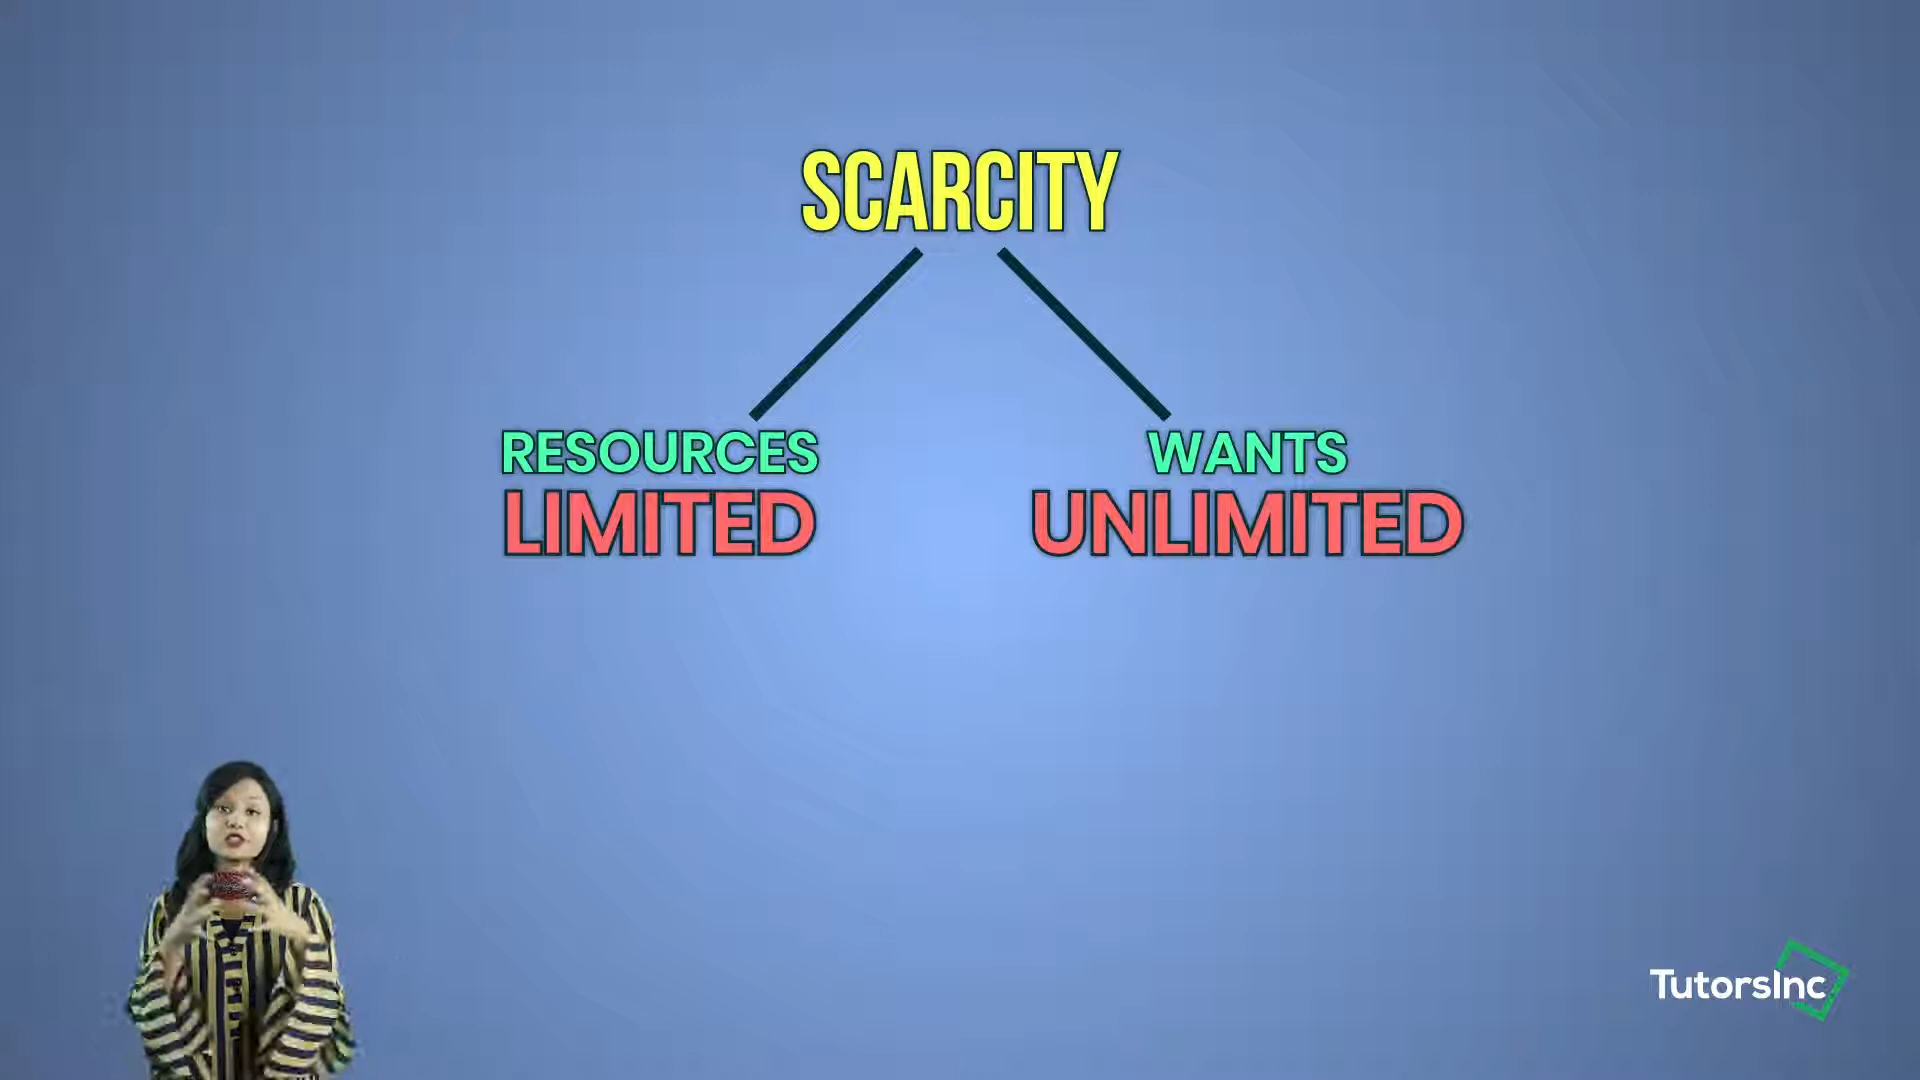 SCARCITY
RESOURCES
LIMITED
WANTS
UNLIMITED
TutorsInc